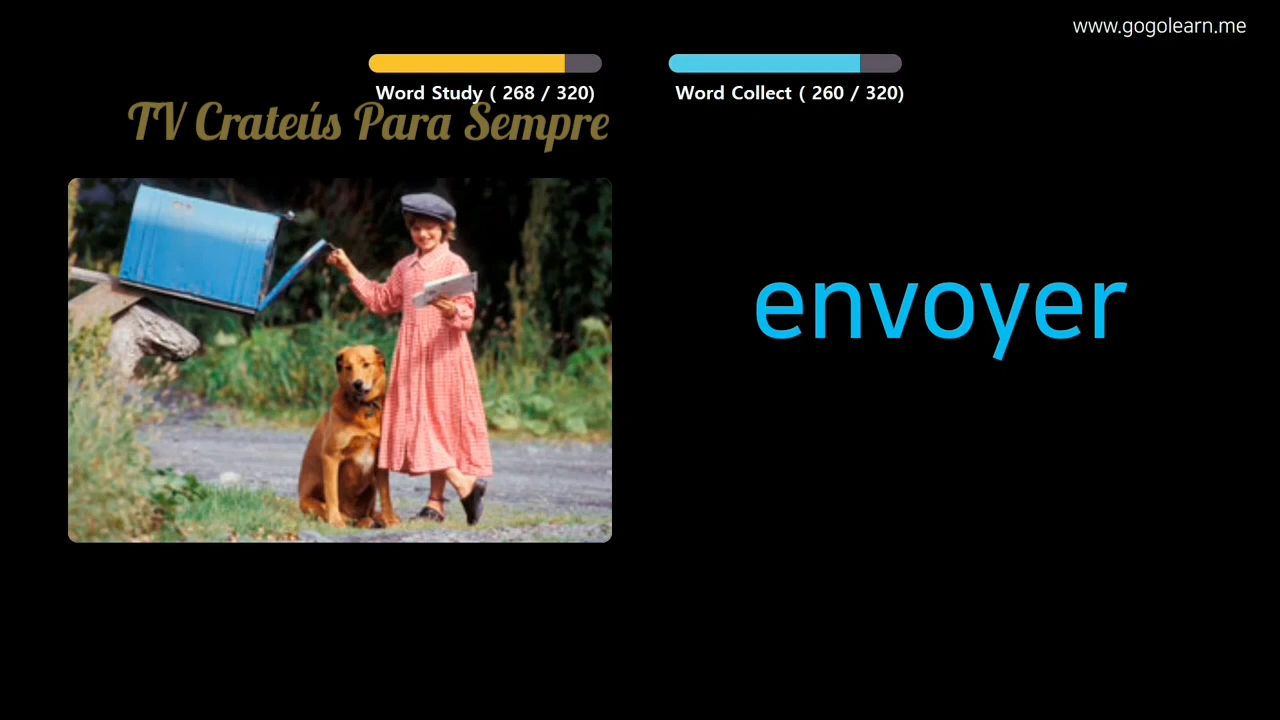 www.gogolearn.me
Word Study ( 268 / 320)
Word Collect ( 260 / 320)
TV Crateús Para Sempre
envoyer